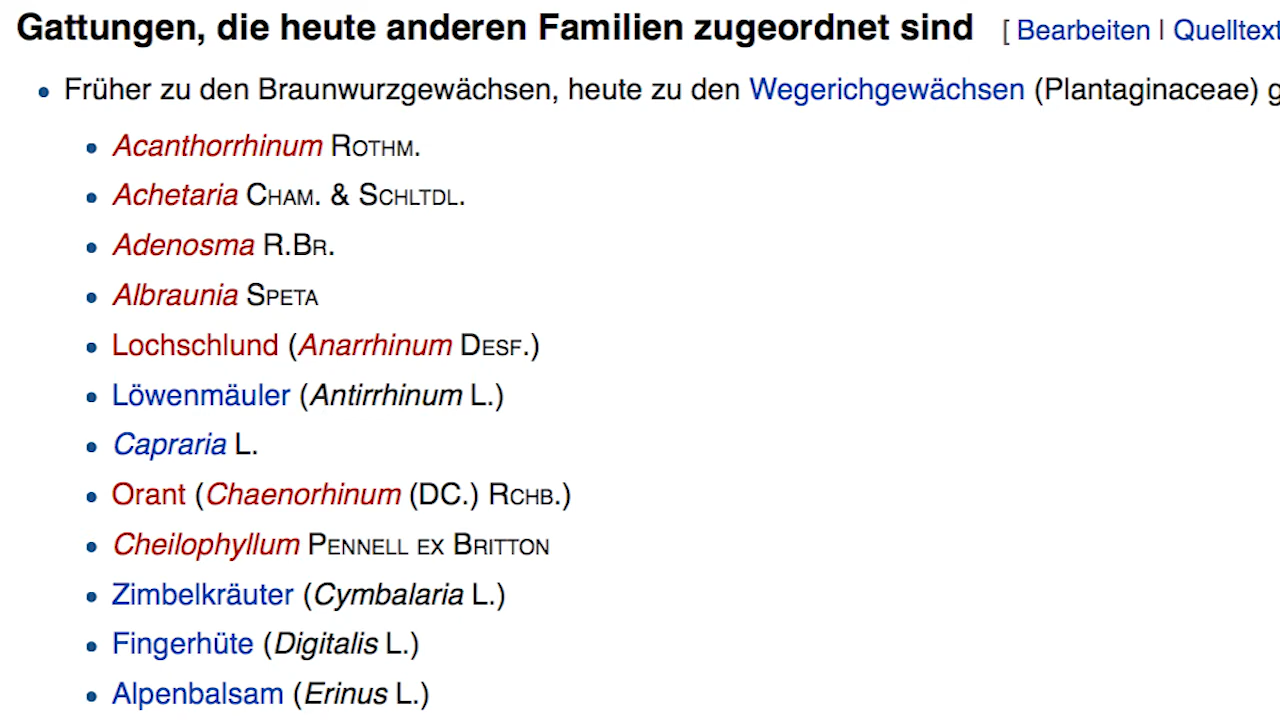 Gattungen, die heute anderen Familien zugeordnet sind [ Bearbeiten | Quelltext
• Früher zu den Braunwurzgewächsen, heute zu den Wegerichgewächsen (Plantaginaceae) g
• Acanthorrhinum ROTHM.
• Achetaria CHAM. & SCHLTDL.
• Adenosma R.BR.
• Albraunia SPETA
• Lochschlund (Anarrhinum DESF.)
• Löwenmäuler (Antirrhinum L.)
• Capraria L.
• Orant (Chaenorhinum (DC.) RCHB.)
• Cheilophyllum PENNELL EX BRITTON
• Zimbelkräuter (Cymbalaria L.)
• Fingerhüte (Digitalis L.)
• Alpenbalsam (Erinus L.)